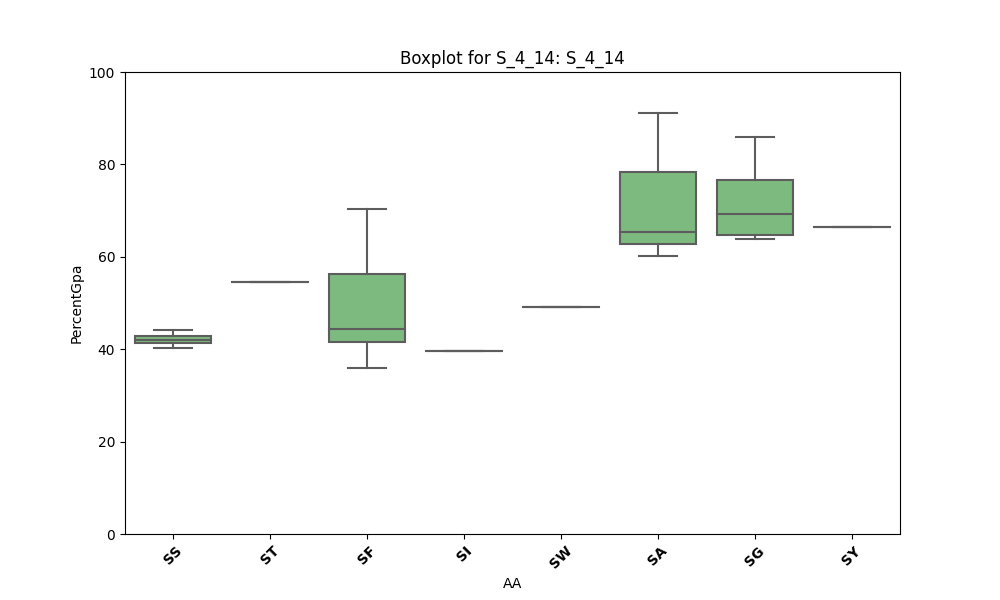 Boxplot for S_4_14: S_4_14
100
80
60
40
20
0
PercentGpa
SS
ST
SF
SI
SW
SA
SG
SY
AA